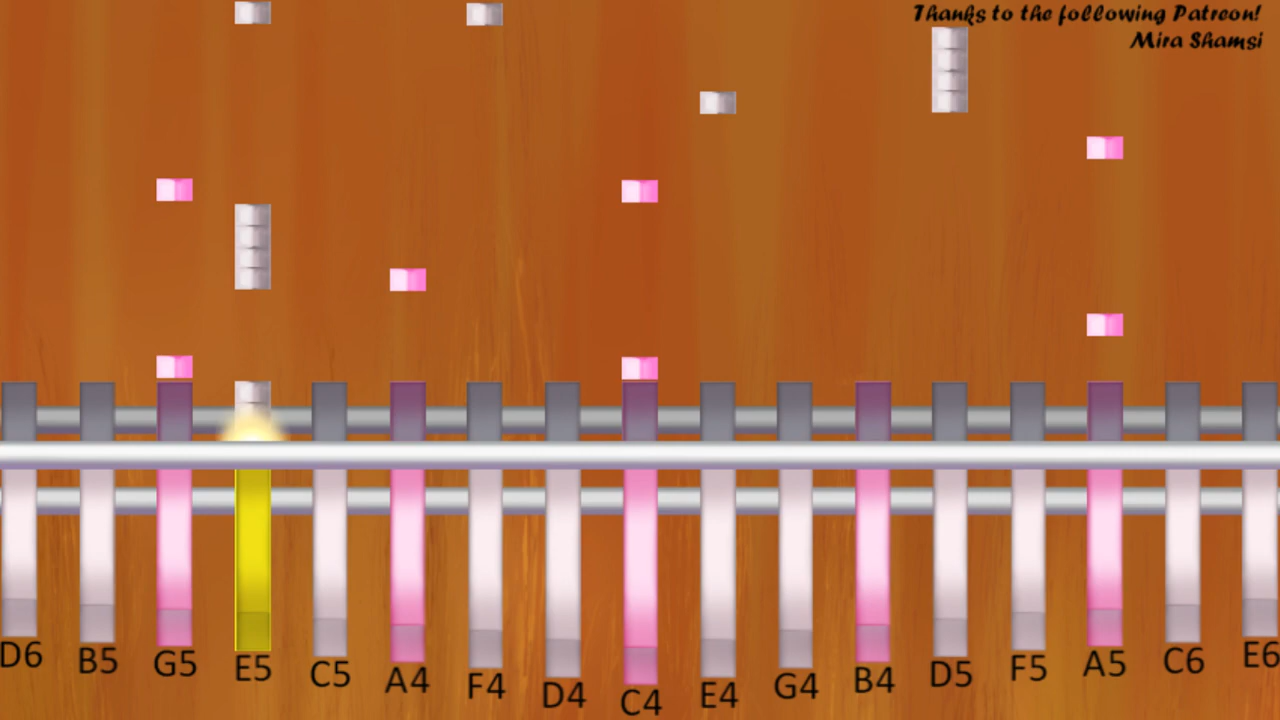 Thanks to the following Patreon!
Mira Shamsi
D6 B5 G5 E5 C5 A4 F4 D4 C4 E4 G4 B4 D5 F5 A5 C6 E6